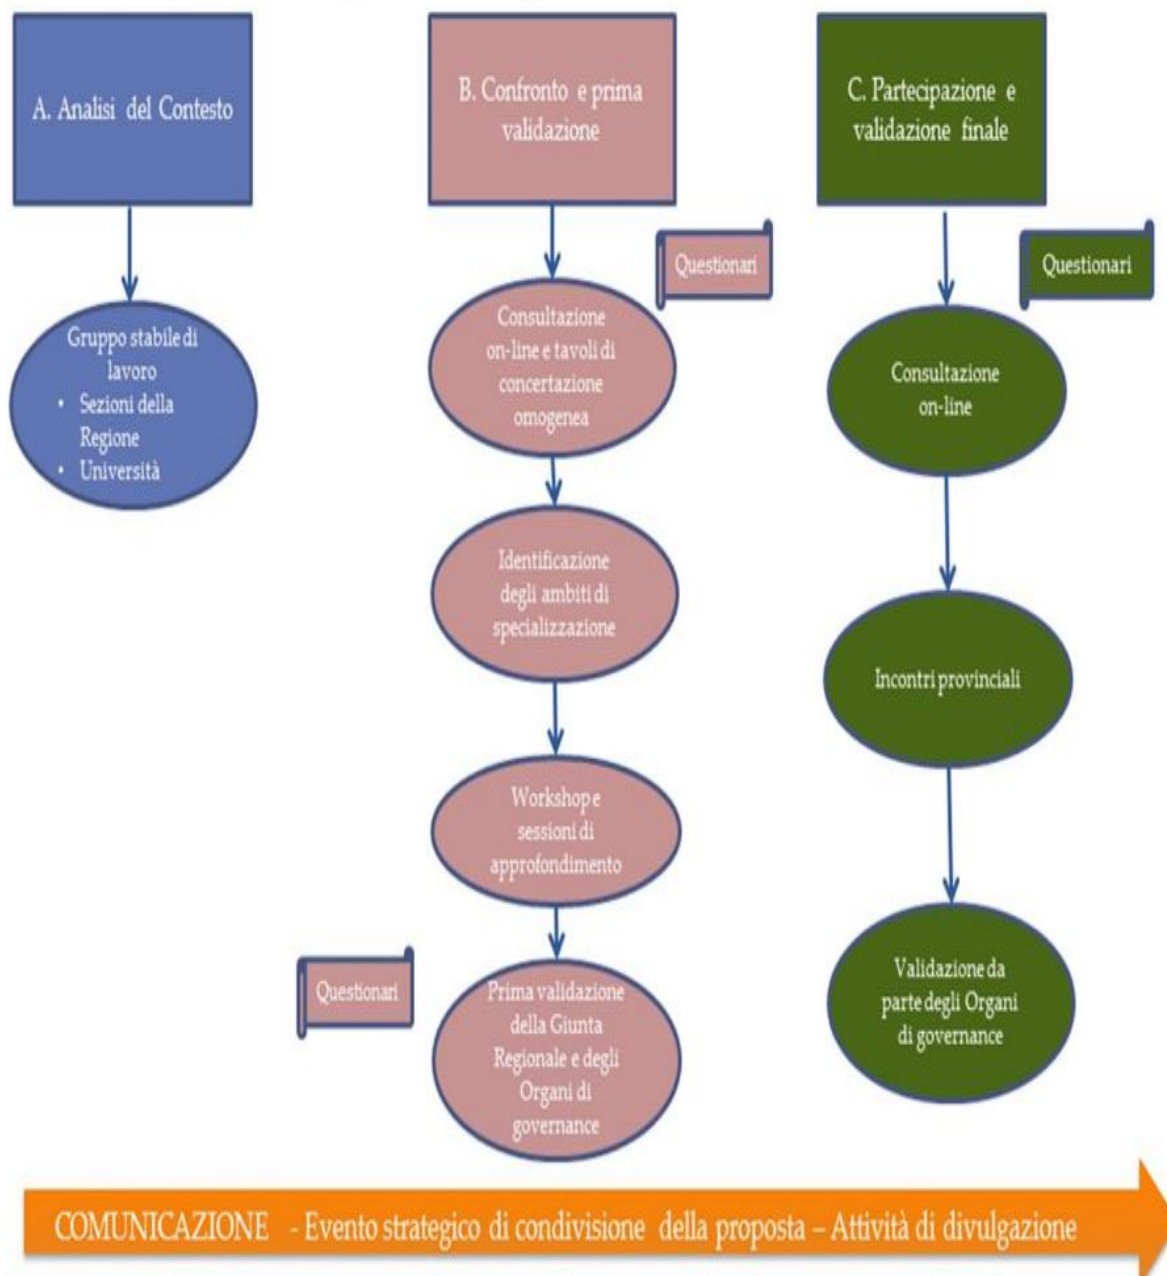 A. Analisi del Contesto
Gruppo stabile di
lavoro
• Sezioni della
Regione
• Università
B. Confronto e prima
validazione
Questionari
Consultazione
on-line e tavoli di
concertazione
omogenea
Identificazione
degli ambiti di
specializzazione
Workshop e
sessioni di
approfondimento
Questionari
Prima validazione
della Giunta
Regionale e degli
Organi di
governance
C. Partecipazione e
validazione finale
Questionari
Consultazione
on-line
Incontri provinciali
Validazione da
parte degli Organi
di governance
COMUNICAZIONE - Evento strategico di condivisione della proposta – Attività di divulgazione